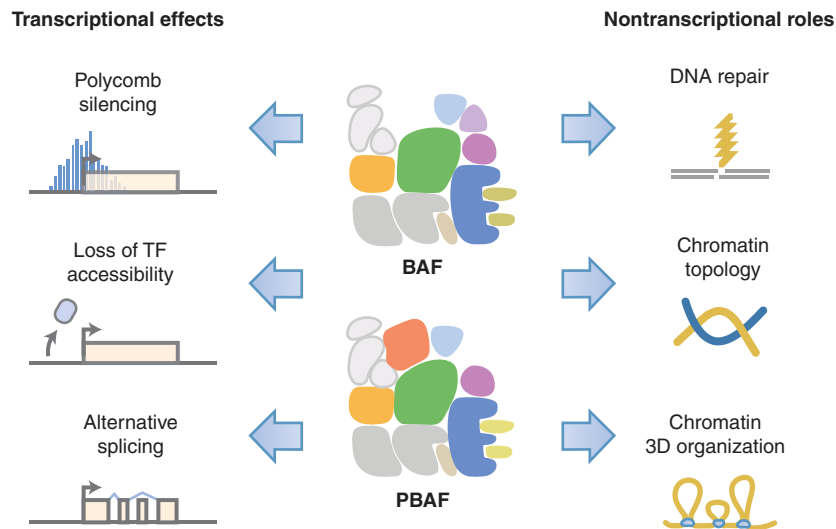 Transcriptional effects
Nontranscriptional roles
Polycomb
silencing
DNA repair
BAF
Loss of TF
accessibility
Chromatin
topology
Alternative
splicing
Chromatin
3D organization
PBAF